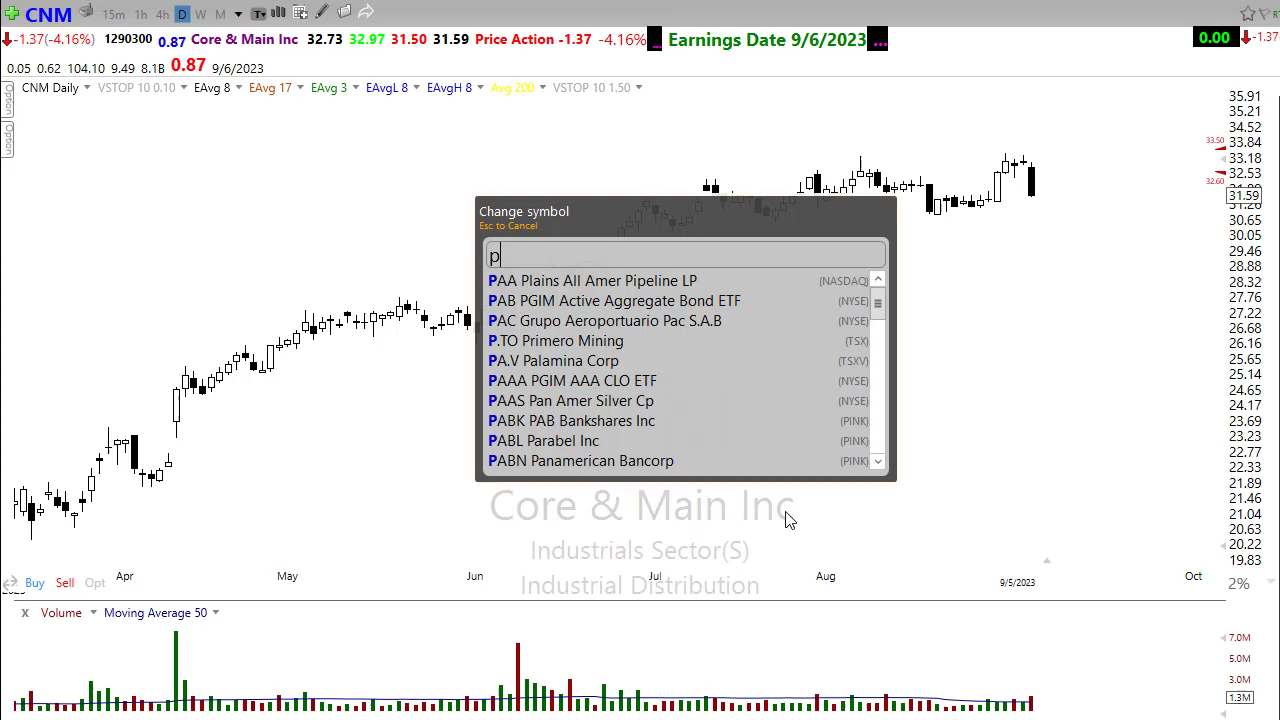 CNM 15m 1h 4h D W M T
-1.37(-4.16%) 1290300 0.87 Core & Main Inc 32.73 32.97 31.50 31.59 Price Action -1.37 -4.16% ... Earnings Date 9/6/2023 ... 0.00 -1.37
0.05 0.62 104.10 9.49 8.1B 0.87 9/6/2023
CNM Daily VSTOP 10 0.10 EAvg 8 EAvg 17 EAvg 3 EAvgL 8 EAvgH 8 Avg 200 VSTOP 10 1.50
Option
Option
Change symbol
Esc to Cancel
p
PAA Plains All Amer Pipeline LP (NASDAQ)
PAB PGIM Active Aggregate Bond ETF (NYSE)
PAC Grupo Aeroportuario Pac S.A.B (NYSE)
P.TO Primero Mining (TSX)
PA.V Palamina Corp (TSXV)
PAAA PGIM AAA CLO ETF (NYSE)
PAAS Pan Amer Silver Cp (NYSE)
PABK PAB Bankshares Inc (PINK)
PABL Parabel Inc (PINK)
PABN Panamerican Bancorp (PINK)
Core & Main Inc
Industrials Sector(S)
Industrial Distribution
35.91
35.21
34.52
33.84
33.50
33.18
32.53
32.60
31.59
31.26
30.65
30.05
29.46
28.88
28.32
27.76
27.22
26.68
26.16
25.65
25.14
24.65
24.17
23.69
23.23
22.77
22.33
21.89
21.46
21.04
20.63
20.22
19.83
Apr May Jun Jul Aug 9/5/2023 Oct
Buy Sell Opt 2%
X Volume Moving Average 50
7.0M
5.0M
3.0M
1.3M